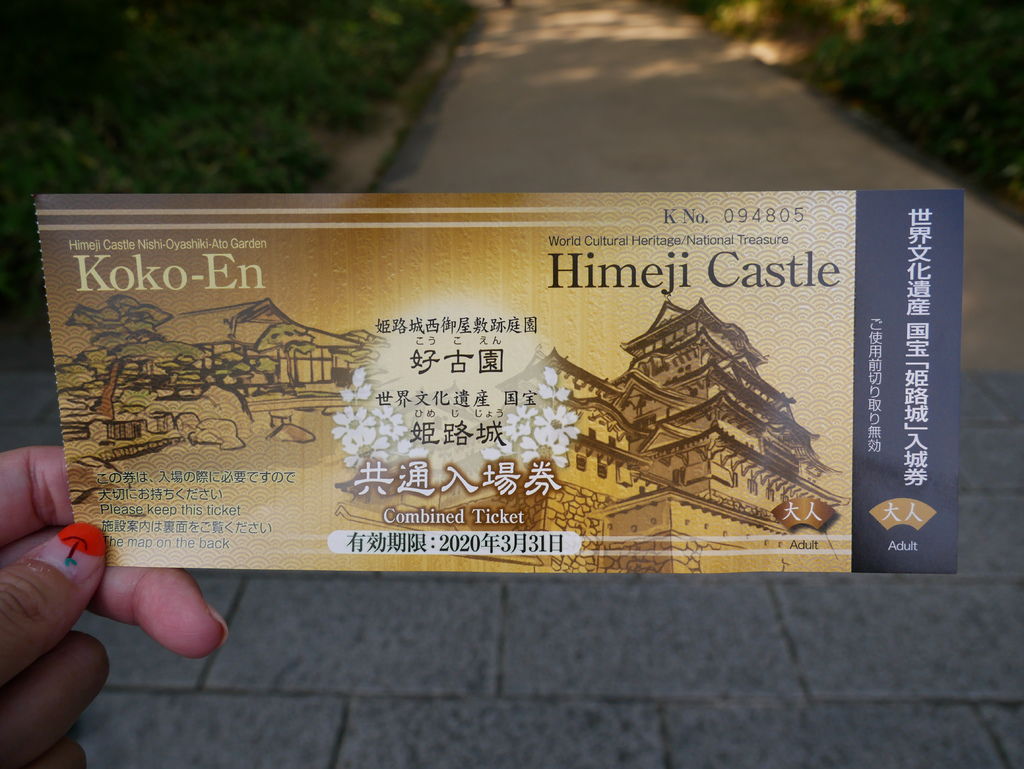 K No. 094805
Himeji Castle Nishi-Oyashiki-Ato Garden
Koko-En
World Cultural Heritage/National Treasure
Himeji Castle
姫路城西御屋敷跡庭園
こうこえん
好古園
世界文化遺産 国宝
ひめじじょう
姫路城
共通入場券
Combined Ticket
有効期限:2020年3月31日
この券は、入場の際に必要ですので
大切にお持ちください
Please keep this ticket
施設案内は裏面をご覧ください
The map on the back
大人
Adult
世界文化遺産 国宝「姫路城」入城券
ご使用前切り取り無効
大人
Adult